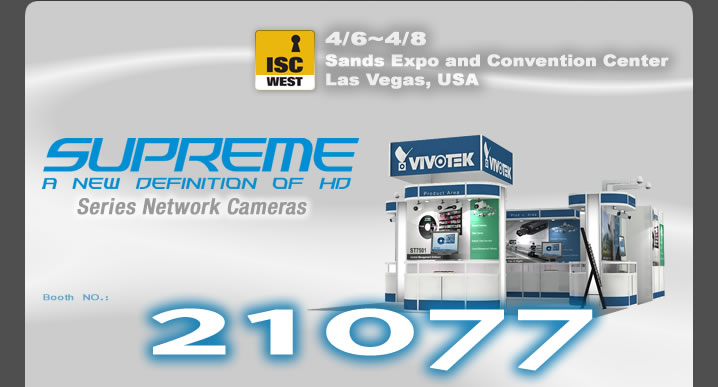 ISC
WEST
4/6~4/8
Sands Expo and Convention Center
Las Vegas, USA
SUPREME
A NEW DEFINITION OF HD
Series Network Cameras
VIVOTEK
VIVOTEK
Product Area
ST7501
Booth NO.:
21077